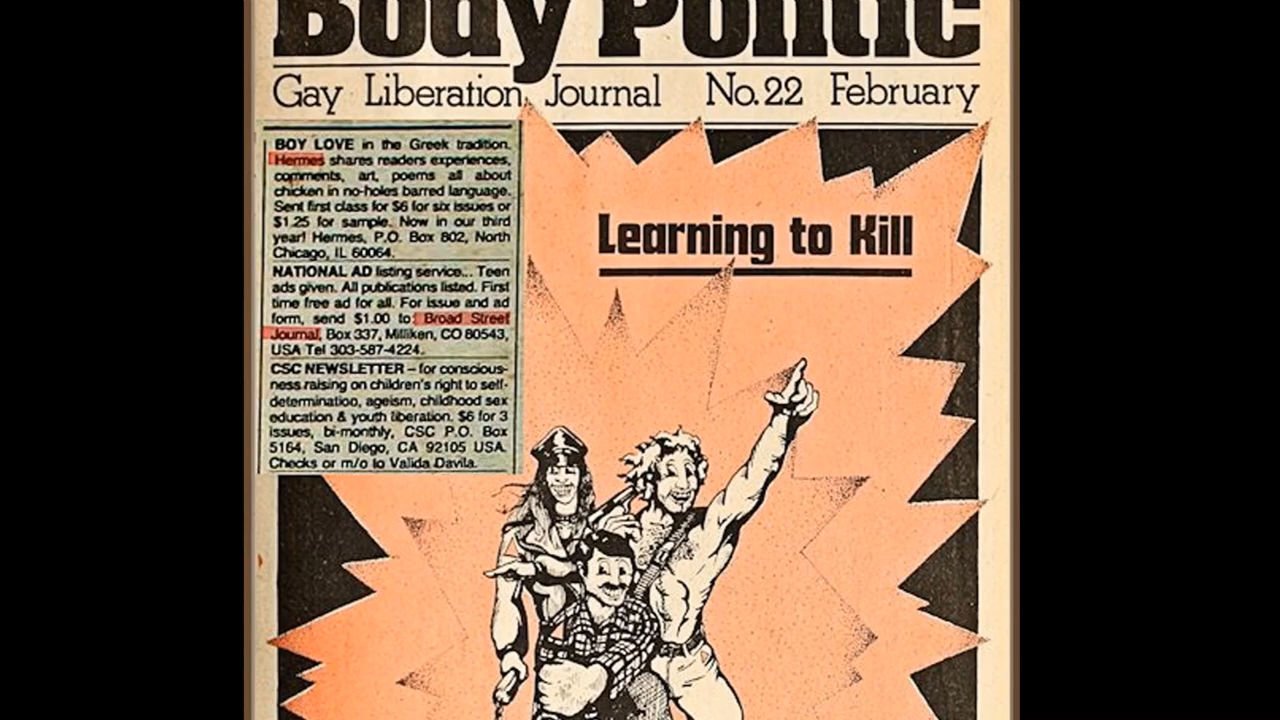 Body Politic
Gay Liberation Journal No. 22 February
BOY LOVE in the Greek tradition.
Hermes shares readers experiences,
comments, art, poems all about
chicken in no-holes barred language.
Sent first class for $6 for six issues or
$1.25 for sample. Now in our third
year! Hermes, P.O. Box 802, North
Chicago, IL 60064.
NATIONAL AD listing service... Teen
ads given. All publications listed. First
time free ad for all. For issue and ad
form, send $1.00 to: Broad Street
Journal, Box 337, Milliken, CO 80543,
USA Tel 303-587-4224.
CSC NEWSLETTER – for conscious-
ness raising on children's right to self-
determination, ageism, childhood sex
education & youth liberation. $6 for 3
issues, bi-monthly, CSC P.O. Box
5164, San Diego, CA 92105 USA.
Checks or m/o to Valida Davila.
Learning to Kill